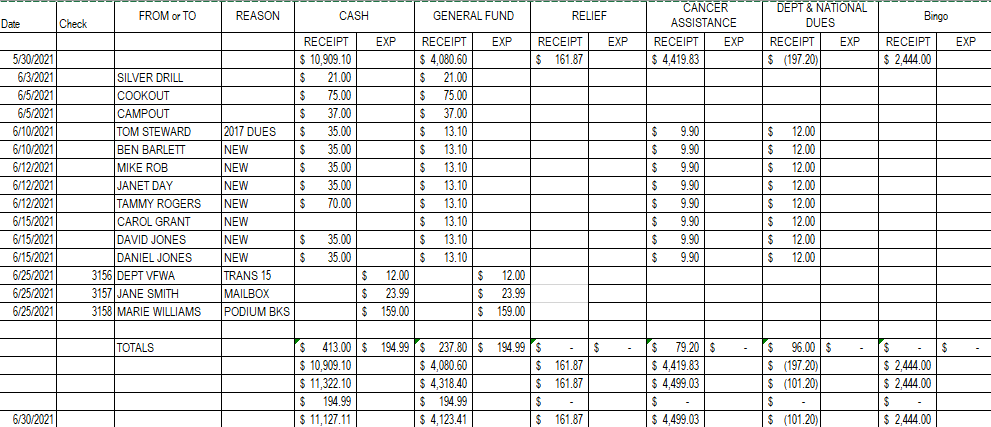 Date Check FROM or TO REASON CASH GENERAL FUND RELIEF CANCER ASSISTANCE DEPT & NATIONAL DUES Bingo
RECEIPT EXP RECEIPT EXP RECEIPT EXP RECEIPT EXP RECEIPT EXP RECEIPT EXP
5/30/2021 $ 10,909.10 $ 4,080.60 $ 161.87 $ 4,419.83 $ (197.20) $ 2,444.00
6/3/2021 SILVER DRILL $ 21.00 $ 21.00
6/5/2021 COOKOUT $ 75.00 $ 75.00
6/5/2021 CAMPOUT $ 37.00 $ 37.00
6/10/2021 TOM STEWARD 2017 DUES $ 35.00 $ 13.10 $ 9.90 $ 12.00
6/10/2021 BEN BARLETT NEW $ 35.00 $ 13.10 $ 9.90 $ 12.00
6/12/2021 MIKE ROB NEW $ 35.00 $ 13.10 $ 9.90 $ 12.00
6/12/2021 JANET DAY NEW $ 35.00 $ 13.10 $ 9.90 $ 12.00
6/12/2021 TAMMY ROGERS NEW $ 70.00 $ 13.10 $ 9.90 $ 12.00
6/15/2021 CAROL GRANT NEW $ 13.10 $ 9.90 $ 12.00
6/15/2021 DAVID JONES NEW $ 35.00 $ 13.10 $ 9.90 $ 12.00
6/15/2021 DANIEL JONES NEW $ 35.00 $ 13.10 $ 9.90 $ 12.00
6/25/2021 3156 DEPT VFWA TRANS 15 $ 12.00 $ 12.00
6/25/2021 3157 JANE SMITH MAILBOX $ 23.99 $ 23.99
6/25/2021 3158 MARIE WILLIAMS PODIUM BKS $ 159.00 $ 159.00
TOTALS $ 413.00 $ 194.99 $ 237.80 $ 194.99 $ - $ - $ 79.20 $ - $ 96.00 $ - $ - $ -
$ 10,909.10 $ 4,080.60 $ 161.87 $ 4,419.83 $ (197.20) $ 2,444.00
$ 11,322.10 $ 4,318.40 $ 161.87 $ 4,499.03 $ (101.20) $ 2,444.00
$ 194.99 $ 194.99 $ - $ - $ - $ -
6/30/2021 $ 11,127.11 $ 4,123.41 $ 161.87 $ 4,499.03 $ (101.20) $ 2,444.00